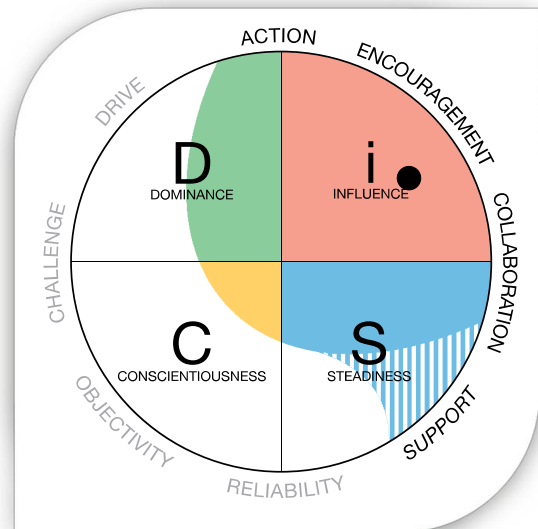 ACTION
DRIVE
ENCOURAGEMENT
D
DOMINANCE
i
INFLUENCE
CHALLENGE
COLLABORATION
C
CONSCIENTIOUSNESS
S
STEADINESS
OBJECTIVITY
SUPPORT
RELIABILITY